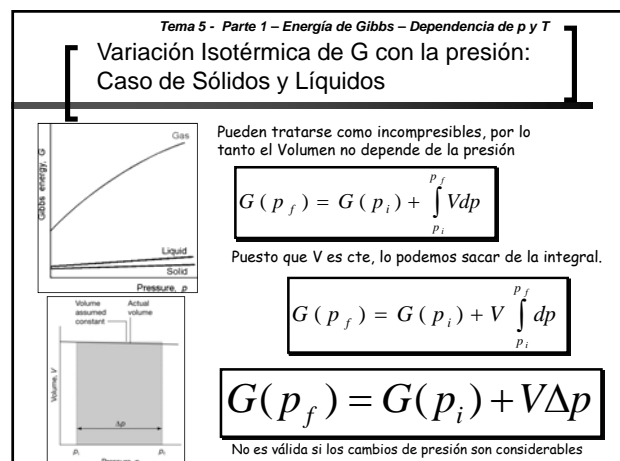 Tema 5 - Parte 1 – Energía de Gibbs – Dependencia de p y T
Variación Isotérmica de G con la presión:
Caso de Sólidos y Líquidos
Gibbs energy, G
Gas
Liquid
Solid
Pressure, p
Pueden tratarse como incompresibles, por lo
tanto el Volumen no depende de la presión
G ( p_f ) = G ( p_i ) + ∫_{p_i}^{p_f} Vdp
Puesto que V es cte, lo podemos sacar de la integral.
G ( p_f ) = G ( p_i ) + V ∫_{p_i}^{p_f} dp
Volume assumed constant
Actual volume
Volume, V
Δp
p_i
p_f
Pressure, p
G(p_f) = G(p_i) + VΔp
No es válida si los cambios de presión son considerables